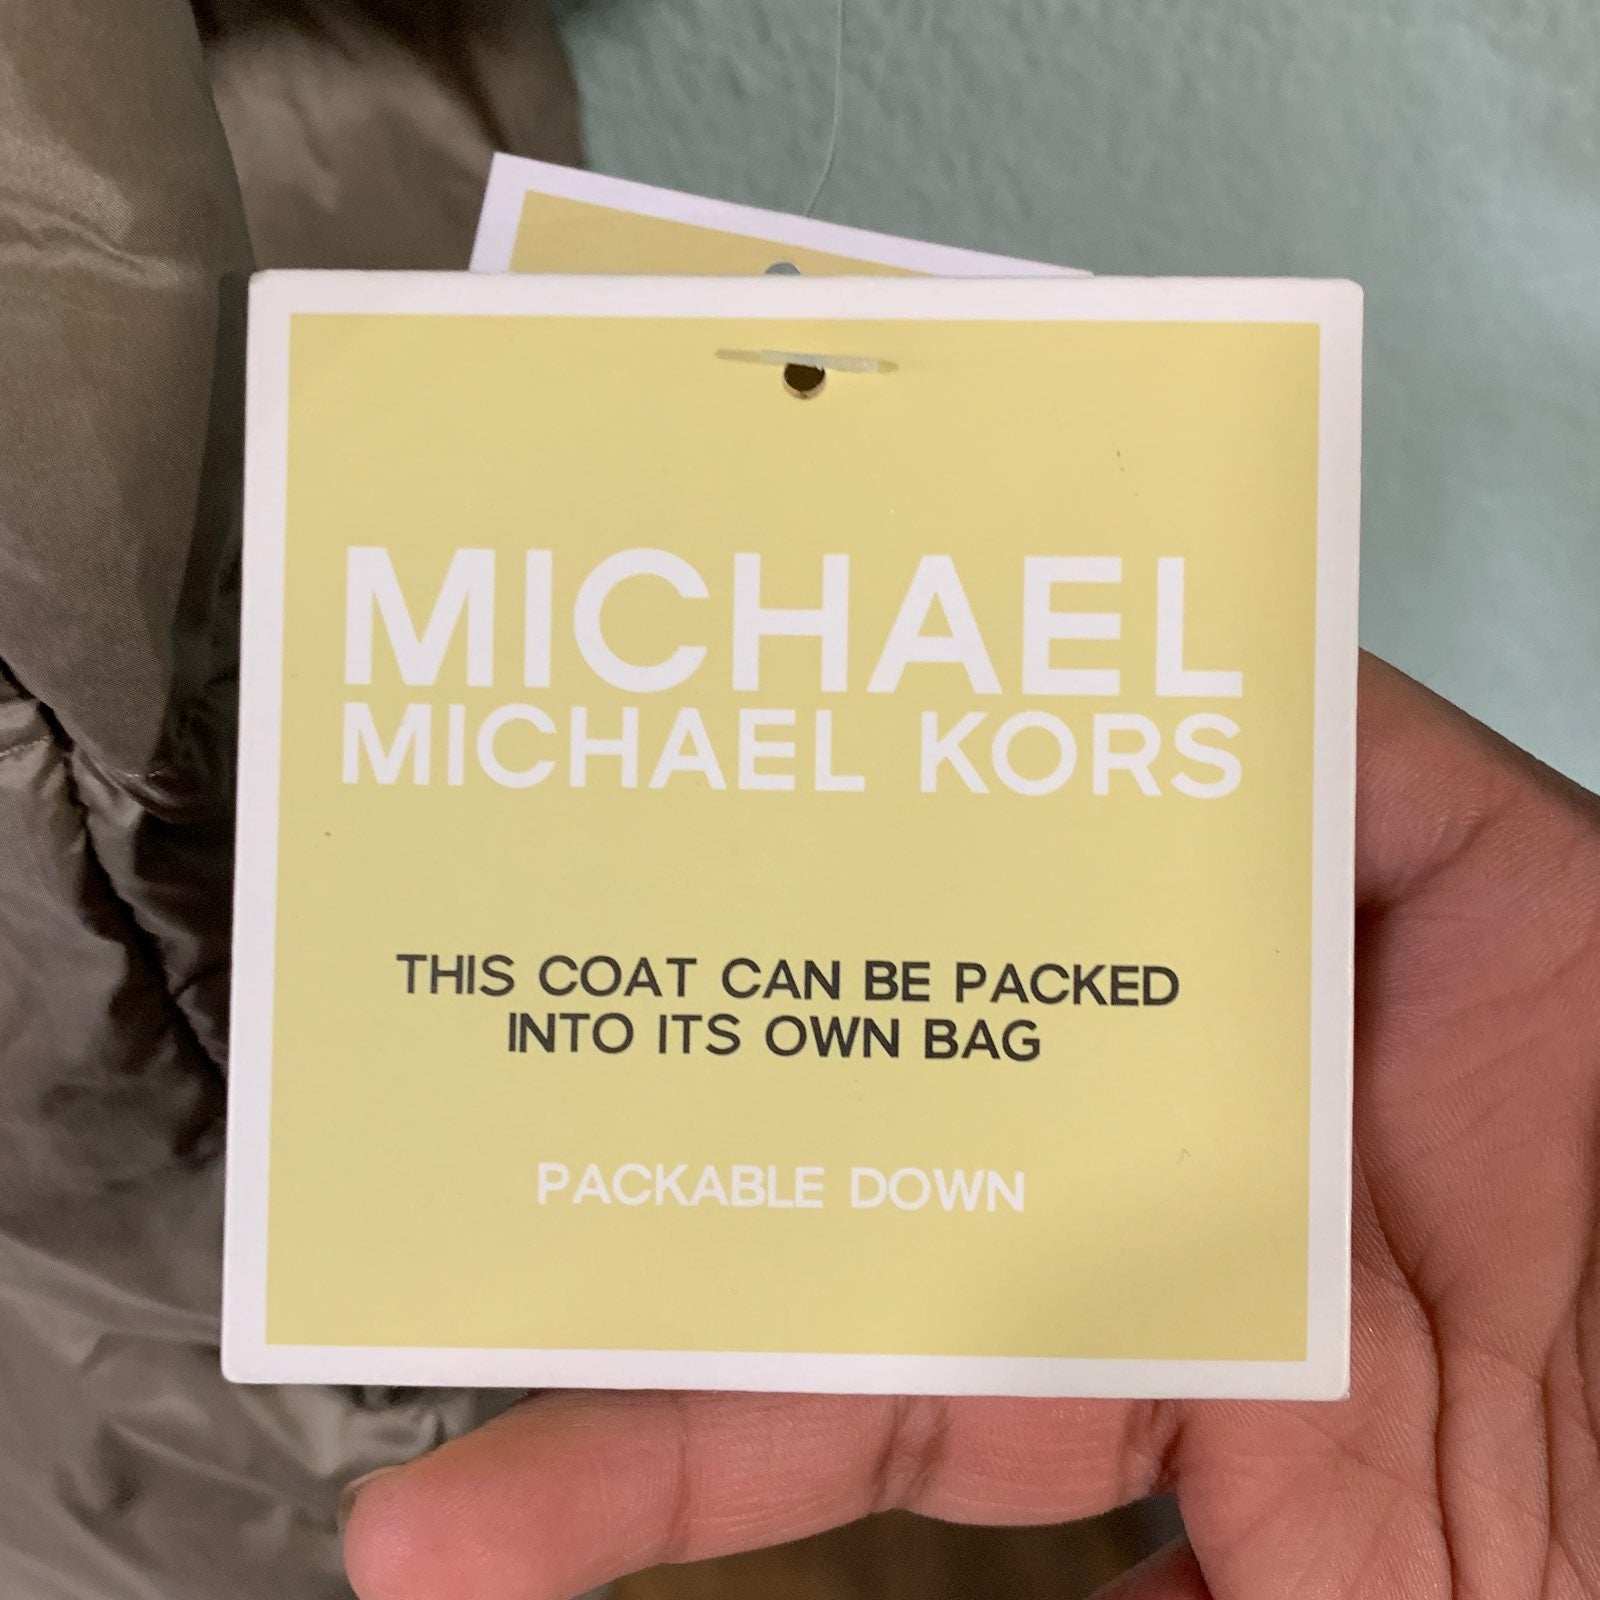 MICHAEL
MICHAEL KORS
THIS COAT CAN BE PACKED
INTO ITS OWN BAG
PACKABLE DOWN